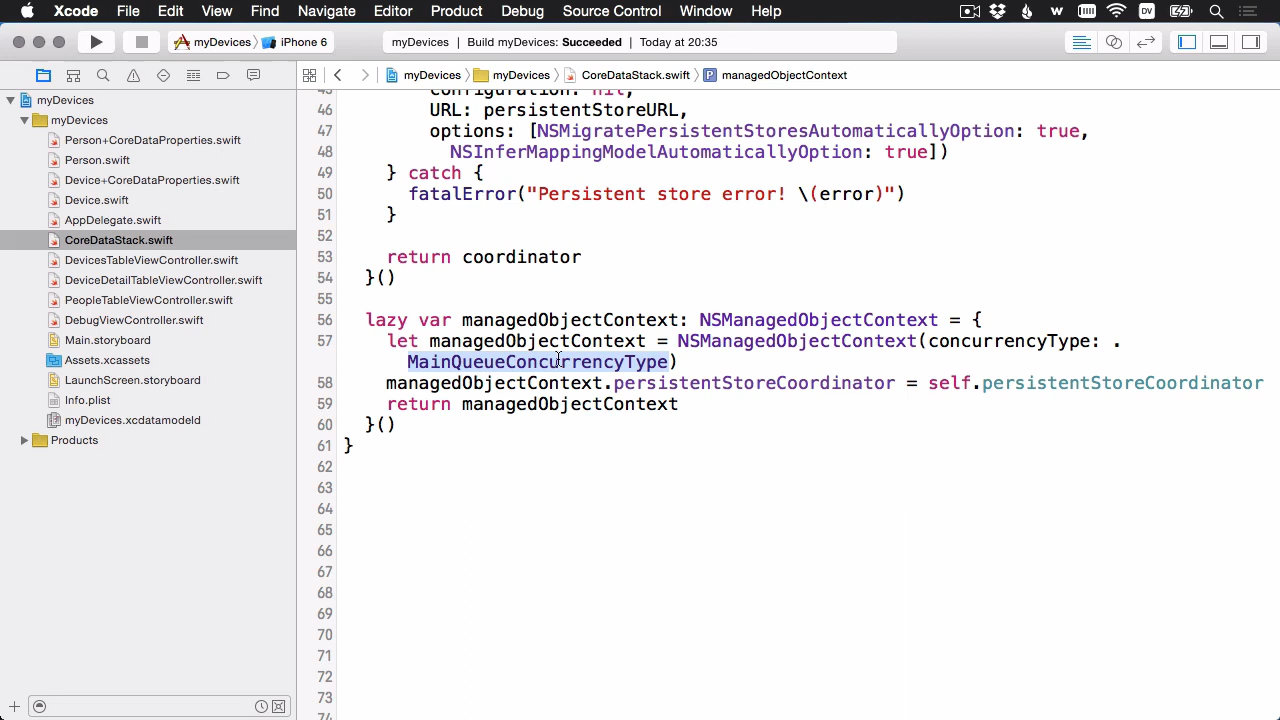 Xcode File Edit View Find Navigate Editor Product Debug Source Control Window Help
myDevices iPhone 6 myDevices | Build myDevices: Succeeded | Today at 20:35
myDevices myDevices CoreDataStack.swift P managedObjectContext
myDevices
myDevices
Person+CoreDataProperties.swift
Person.swift
Device+CoreDataProperties.swift
Device.swift
AppDelegate.swift
CoreDataStack.swift
DevicesTableViewController.swift
DeviceDetailTableViewController.swift
PeopleTableViewController.swift
DebugViewController.swift
Main.storyboard
Assets.xcassets
LaunchScreen.storyboard
Info.plist
myDevices.xcdatamodeld
Products
45 configuration: nil,
46 URL: persistentStoreURL,
47 options: [NSMigratePersistentStoresAutomaticallyOption: true,
48 NSInferMappingModelAutomaticallyOption: true])
49 } catch {
50 fatalError("Persistent store error! \(error)")
51 }
52
53 return coordinator
54 }()
55
56 lazy var managedObjectContext: NSManagedObjectContext = {
57 let managedObjectContext = NSManagedObjectContext(concurrencyType: .
MainQueueConcurrencyType)
58 managedObjectContext.persistentStoreCoordinator = self.persistentStoreCoordinator
59 return managedObjectContext
60 }()
61 }
62
63
64
65
66
67
68
69
70
71
72
73
74